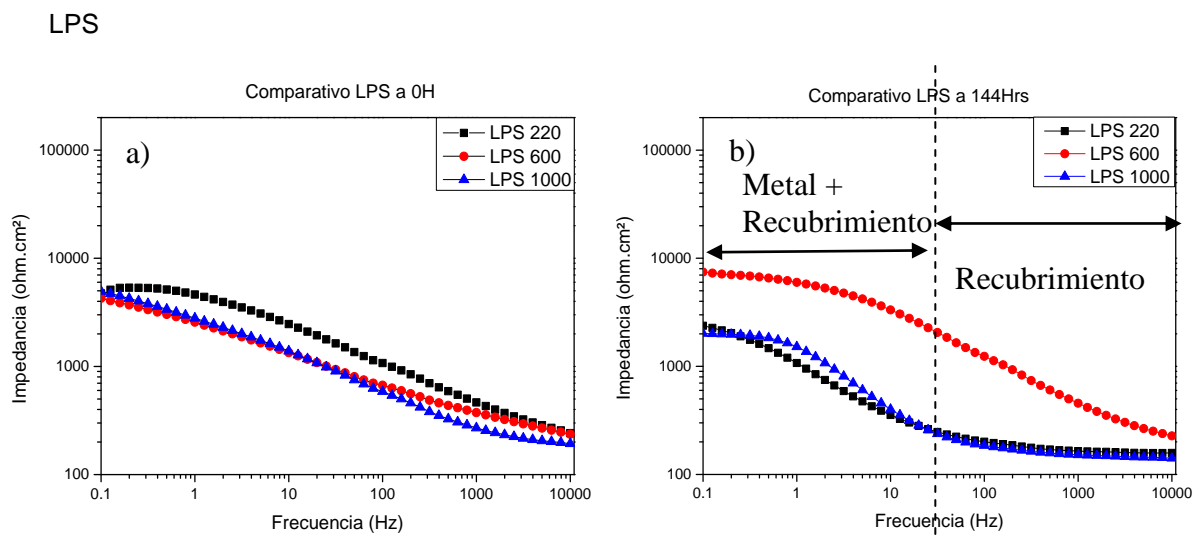 LPS
Comparativo LPS a 0H
a)
LPS 220
LPS 600
LPS 1000
100000
10000
1000
100
Impedancia (ohm.cm²)
0.1 1 10 100 1000 10000
Frecuencia (Hz)
Comparativo LPS a 144Hrs
b)
LPS 220
LPS 600
LPS 1000
Metal +
Recubrimiento
Recubrimiento
100000
10000
1000
100
Impedancia (ohm.cm²)
0.1 1 10 100 1000 10000
Frecuencia (Hz)